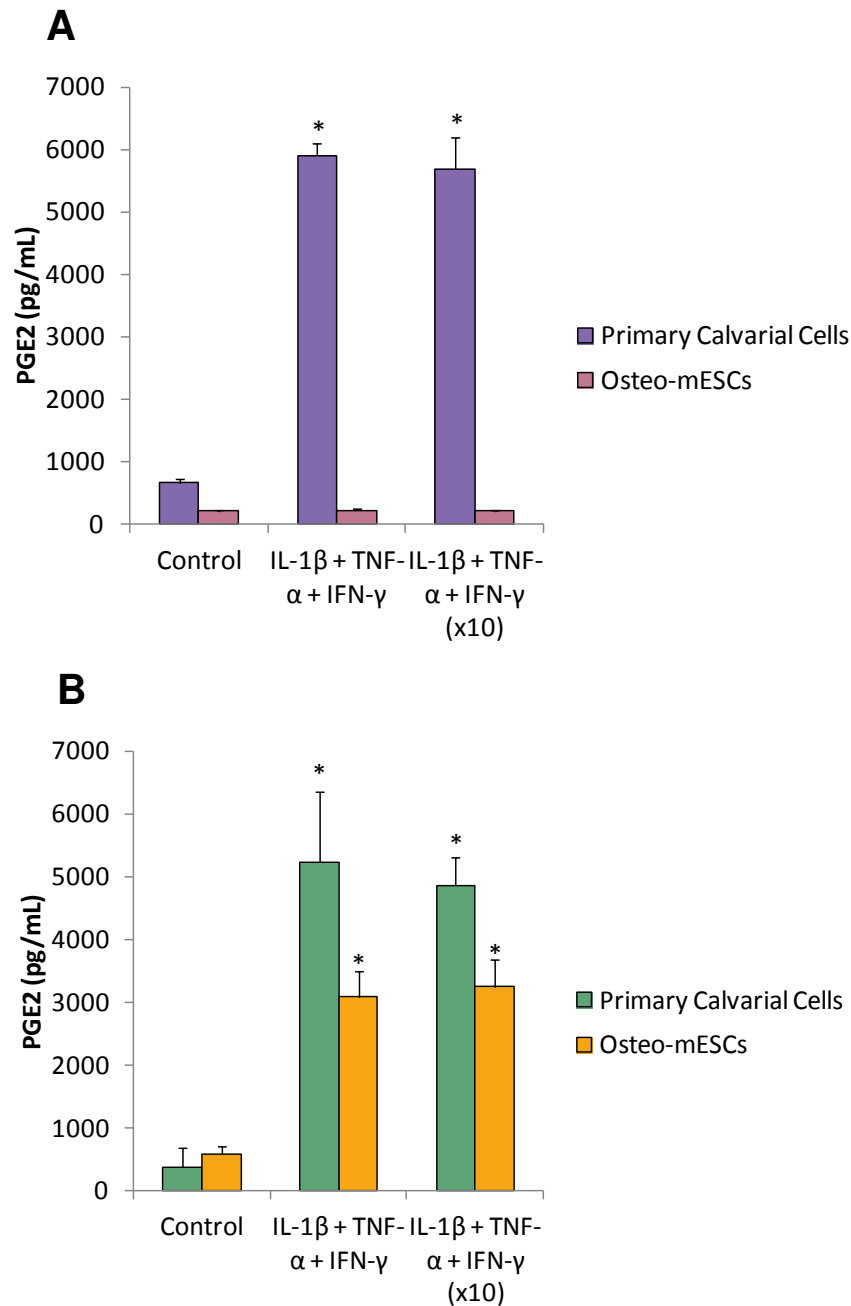 A
7000
6000
5000
4000
3000
2000
1000
0
PGE2 (pg/mL)
* *
Control IL-1β + TNF- IL-1β + TNF-
α + IFN-γ α + IFN-γ
(x10)
Primary Calvarial Cells
Osteo-mESCs
B
7000
6000
5000
4000
3000
2000
1000
0
PGE2 (pg/mL)
* * * *
Control IL-1β + TNF- IL-1β + TNF-
α + IFN-γ α + IFN-γ
(x10)
Primary Calvarial Cells
Osteo-mESCs